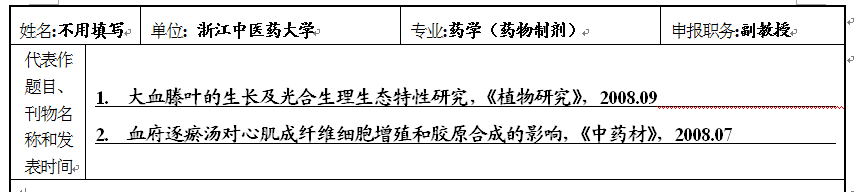 姓名:不用填写 单位: 浙江中医药大学 专业:药学（药物制剂） 申报职务:副教授
代表作
题目、
刊物名
称和发
表时间
1. 大血藤叶的生长及光合生理生态特性研究，《植物研究》，2008.09
2. 血府逐瘀汤对心肌成纤维细胞增殖和胶原合成的影响，《中药材》，2008.07